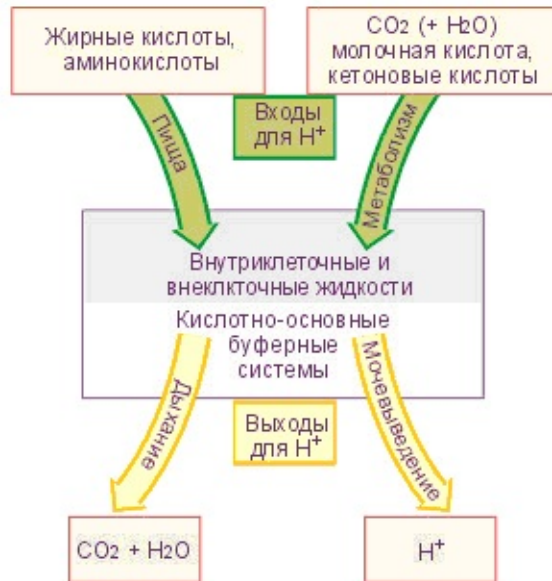 Жирные кислоты,
аминокислоты
CO₂ (+ H₂O)
молочная кислота,
кетоновые кислоты
Входы
для H⁺
Пища
Метаболизм
Внутриклеточные и
внеклкточные жидкости
Кислотно-основные
буферные
системы
Дыхание
Мочевыведение
Выходы
для H⁺
CO₂ + H₂O
H⁺